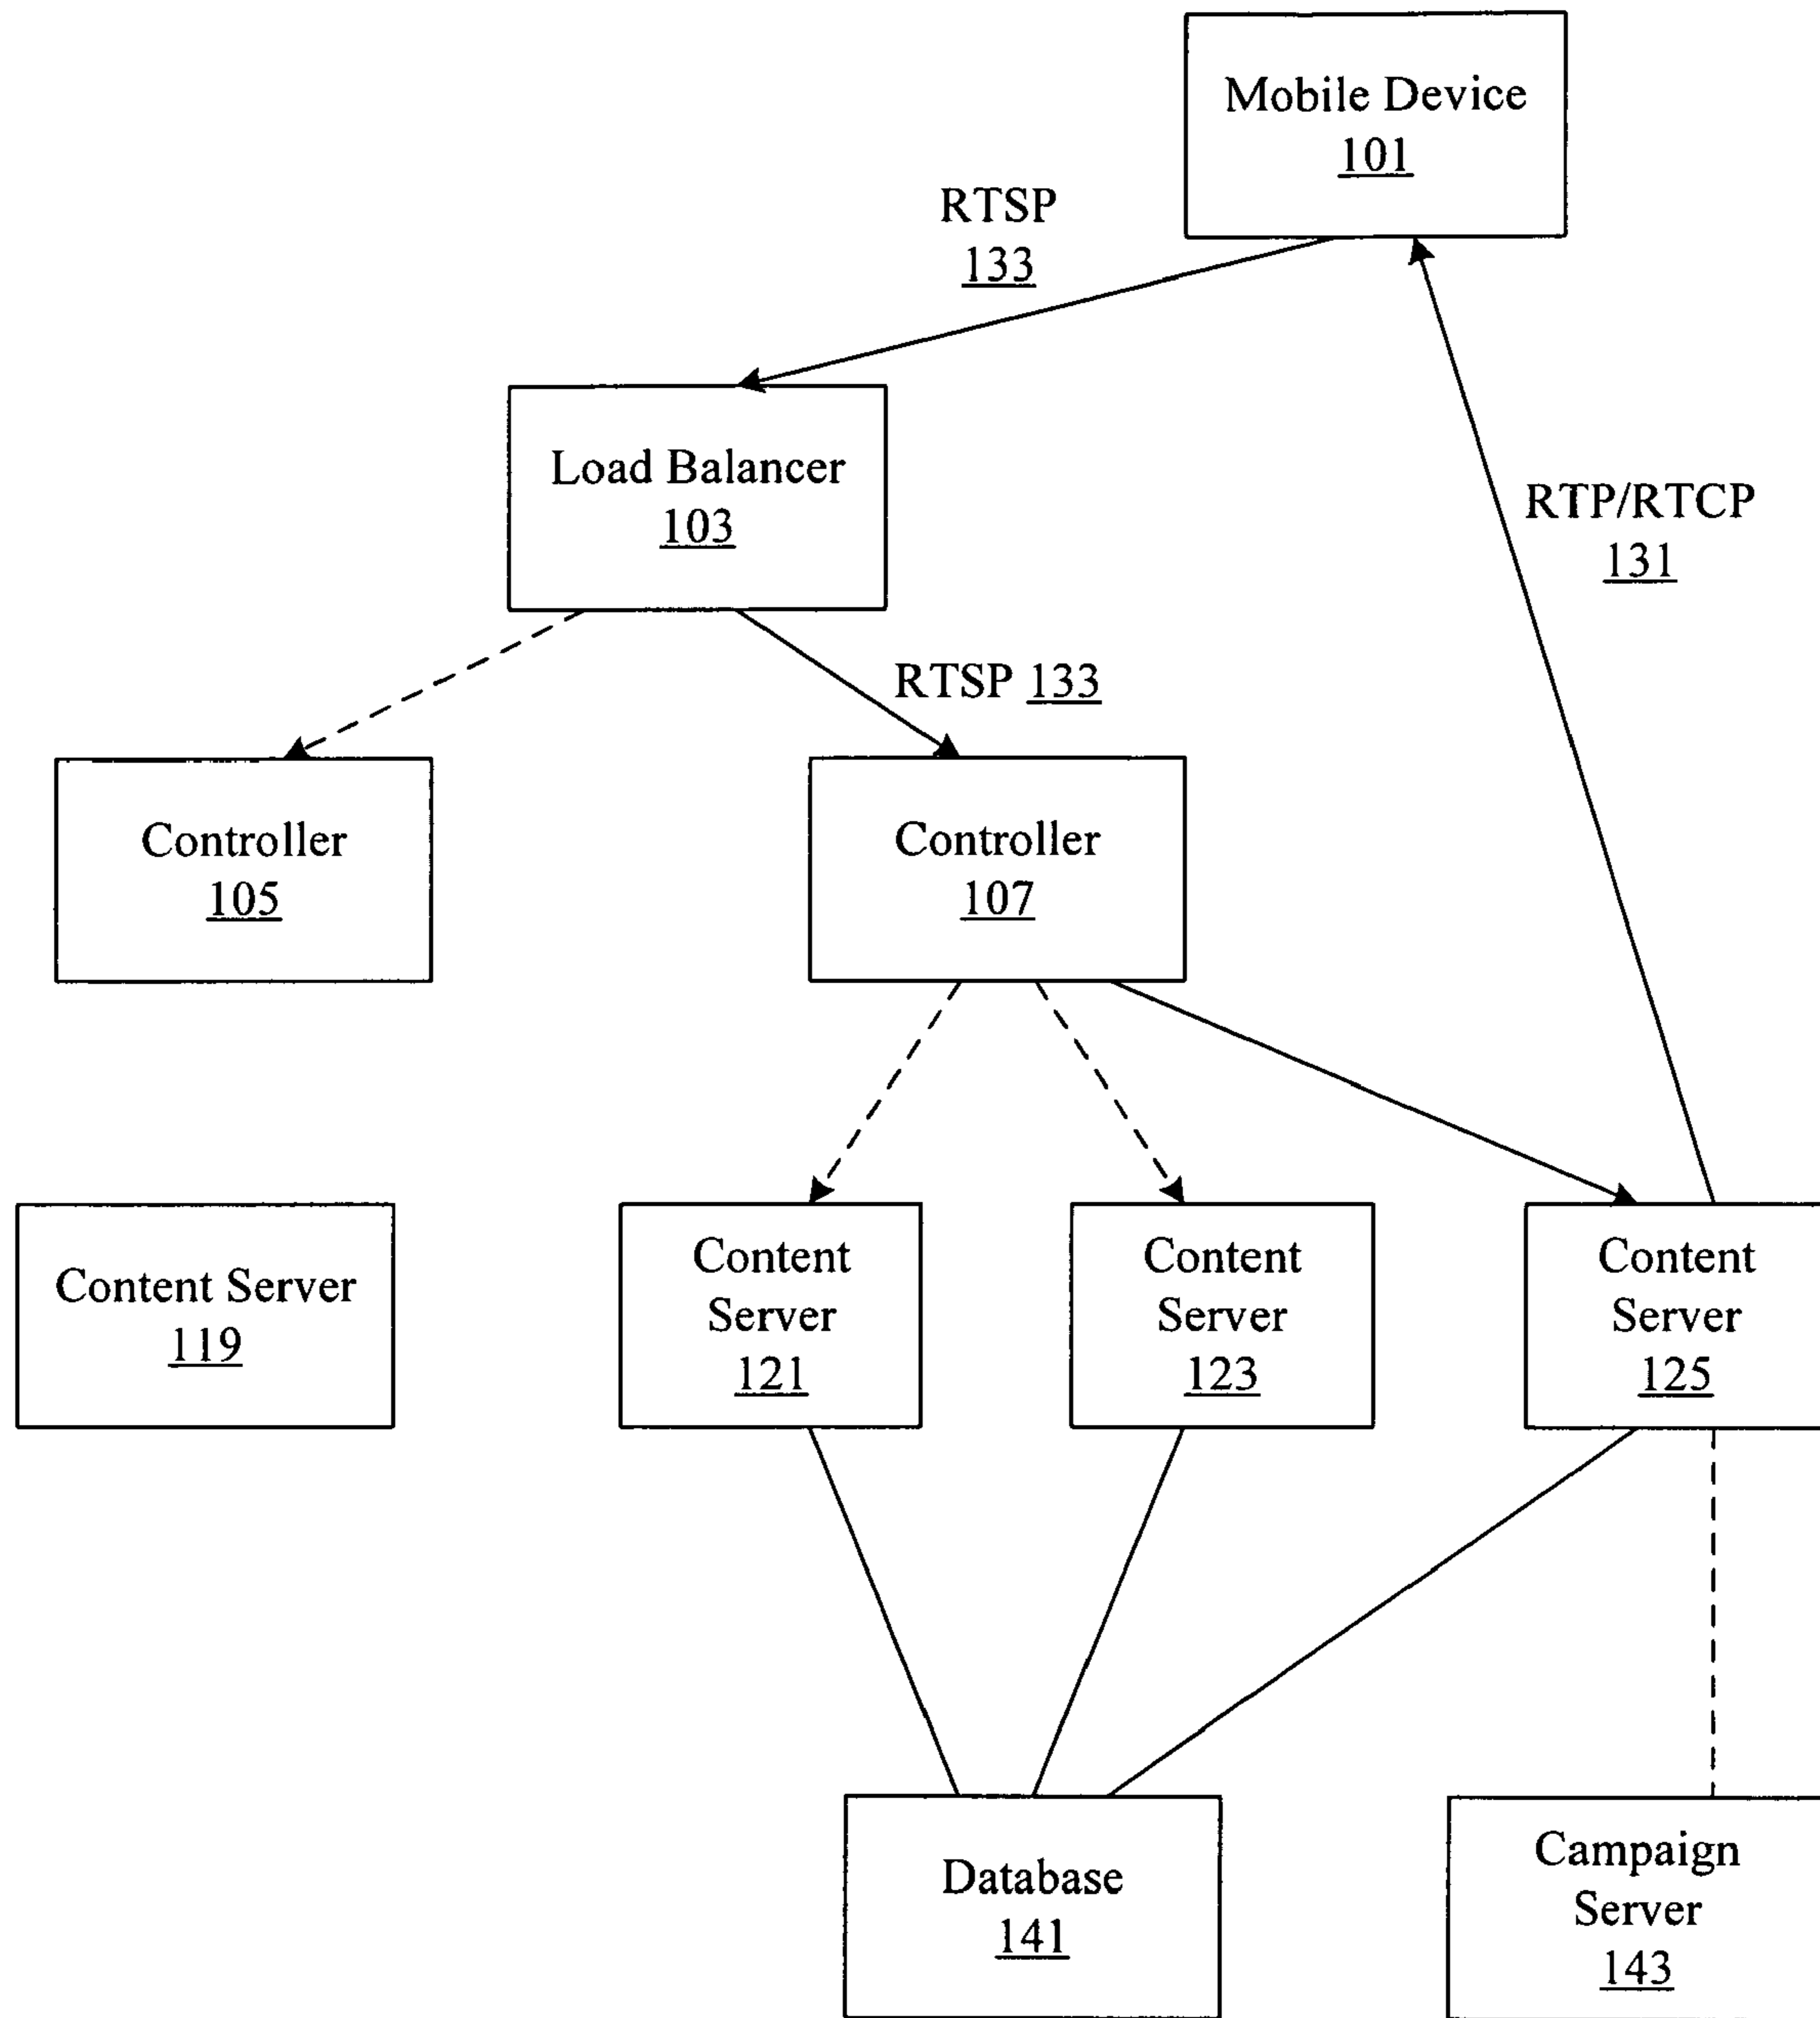 Mobile Device
101
RTSP
133
Load Balancer
103
RTP/RTCP
131
RTSP 133
Controller
105
Controller
107
Content Server
119
Content
Server
121
Content
Server
123
Content
Server
125
Database
141
Campaign
Server
143